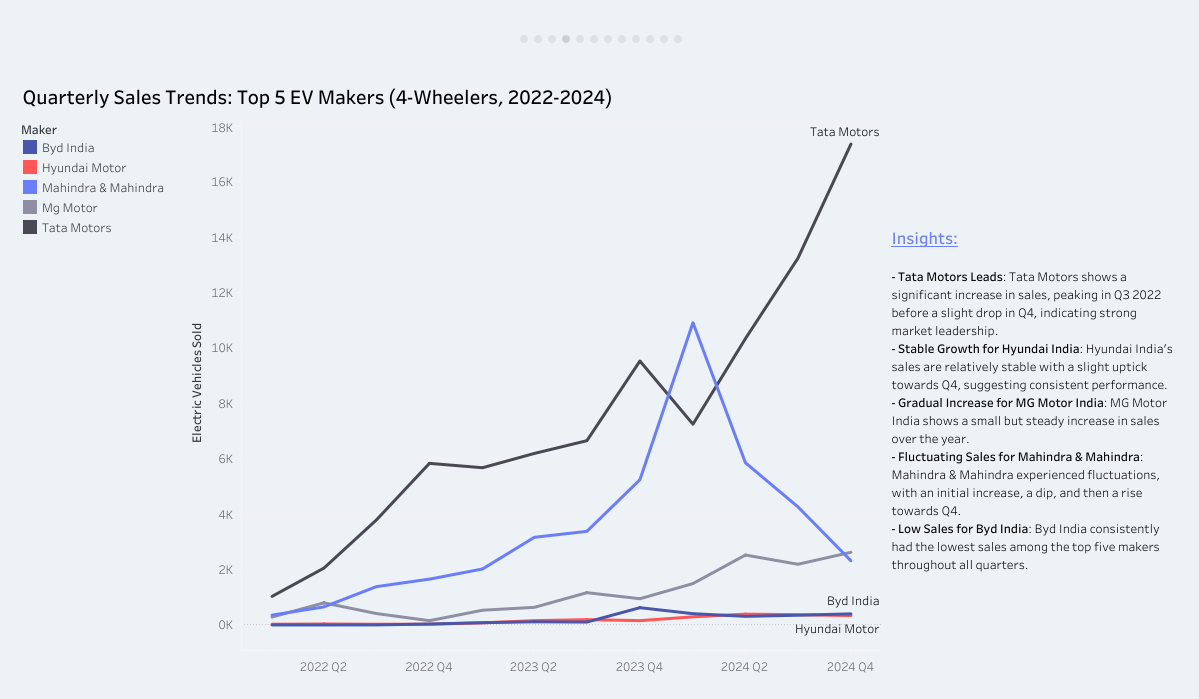 Quarterly Sales Trends: Top 5 EV Makers (4-Wheelers, 2022-2024)
Maker
Byd India
Hyundai Motor
Mahindra & Mahindra
Mg Motor
Tata Motors
Electric Vehicles Sold
18K
16K
14K
12K
10K
8K
6K
4K
2K
0K
Tata Motors
Byd India
Hyundai Motor
2022 Q2
2022 Q4
2023 Q2
2023 Q4
2024 Q2
2024 Q4
Insights:
- Tata Motors Leads: Tata Motors shows a
significant increase in sales, peaking in Q3 2022
before a slight drop in Q4, indicating strong
market leadership.
- Stable Growth for Hyundai India: Hyundai India's
sales are relatively stable with a slight uptick
towards Q4, suggesting consistent performance.
- Gradual Increase for MG Motor India: MG Motor
India shows a small but steady increase in sales
over the year.
- Fluctuating Sales for Mahindra & Mahindra:
Mahindra & Mahindra experienced fluctuations,
with an initial increase, a dip, and then a rise
towards Q4.
- Low Sales for Byd India: Byd India consistently
had the lowest sales among the top five makers
throughout all quarters.